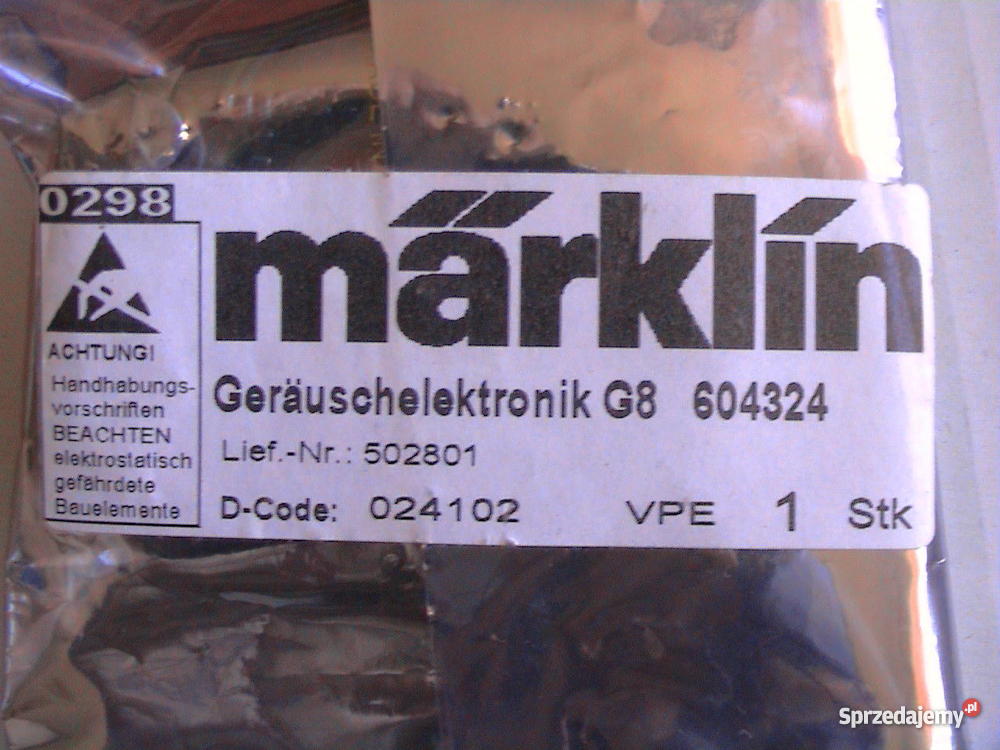 0298
märklín
ACHTUNG!
Handhabungs-
vorschriften
BEACHTEN
elektrostatisch
gefährdete
Bauelemente
Geräuschelektronik G8 604324
Lief.-Nr.: 502801
D-Code: 024102 VPE 1 Stk
Sprzedajemy.pl